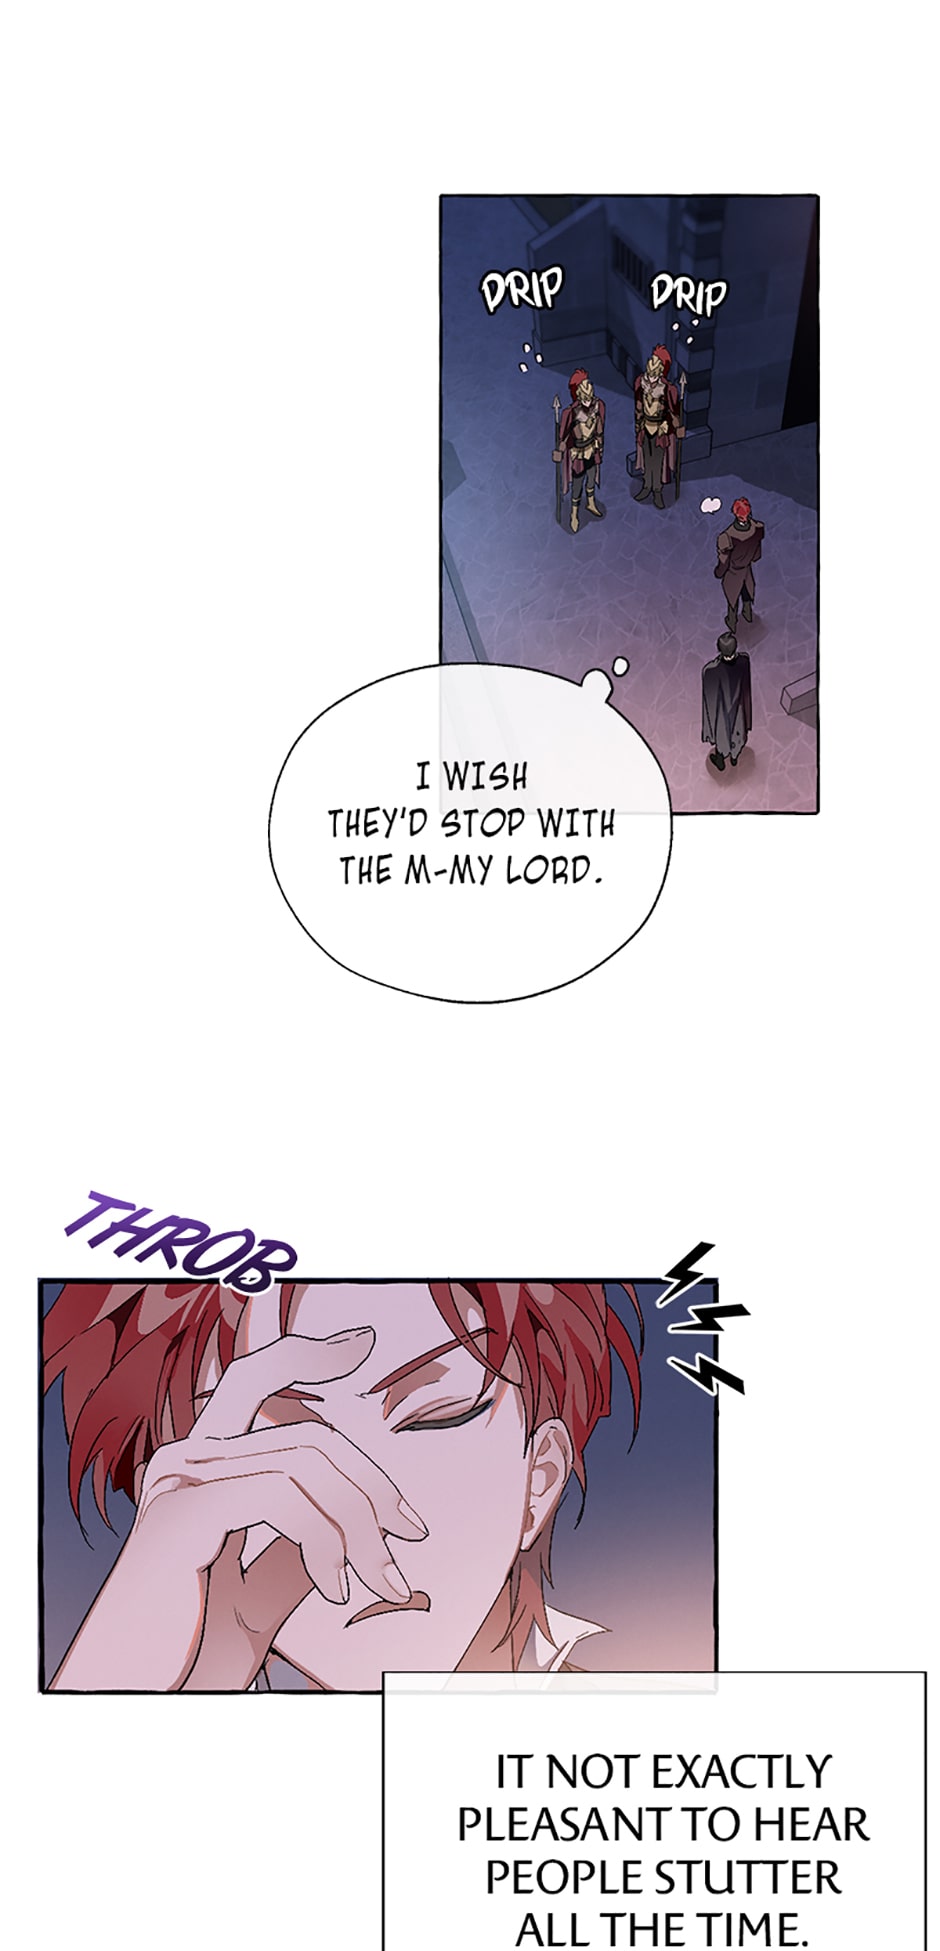 DRIP
DRIP
I WISH
THEY'D STOP WITH
THE M-MY LORD.
THROB
IT NOT EXACTLY
PLEASANT TO HEAR
PEOPLE STUTTER
ALL THE TIME.